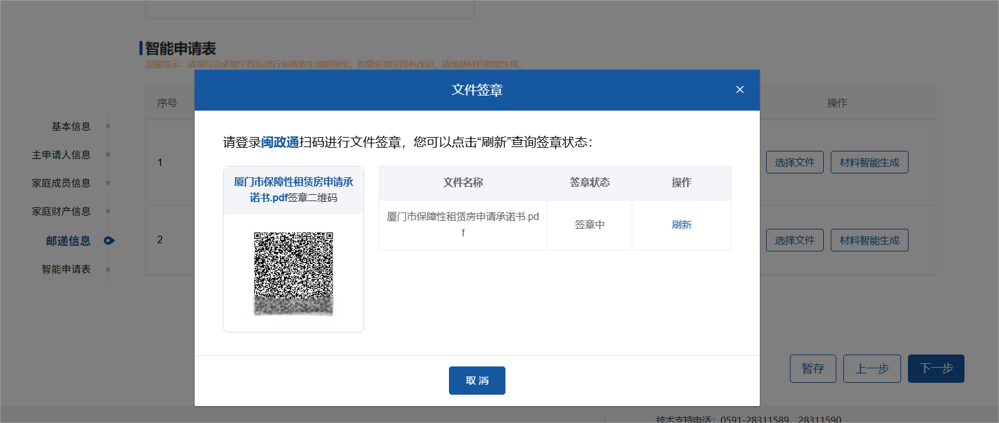 智能申请表
温馨提示：请填写完必填字段后进行申请表生成的操作，如果必填字段有改动，请重新材料智能生成。
文件签章
序号
操作
基本信息
主申请人信息
家庭成员信息
家庭财产信息
邮递信息
智能申请表
1
2
请登录闽政通扫码进行文件签章，您可以点击“刷新”查询签章状态：
厦门市保障性租赁房申请承
诺书.pdf签章二维码
文件名称 签章状态 操作
厦门市保障性租赁房申请承诺书.pd
f
签章中 刷新
选择文件 材料智能生成
选择文件 材料智能生成
取 消
暂存 上一步 下一步
技术支持电话：0591-28311589、28311590